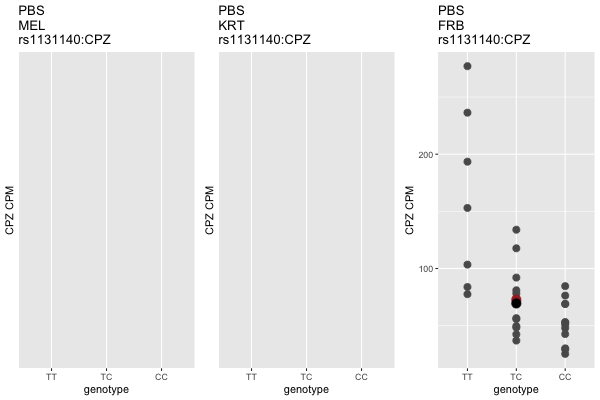 PBS
MEL
rs1131140:CPZ
CPZ CPM
TT TC CC
genotype
PBS
KRT
rs1131140:CPZ
CPZ CPM
TT TC CC
genotype
PBS
FRB
rs1131140:CPZ
CPZ CPM
200
100
TT TC CC
genotype